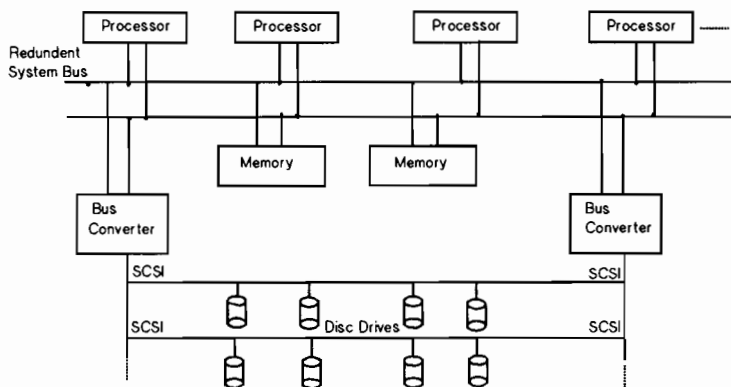 Processor
Processor
Processor
Processor
Redundent
System Bus
Memory
Memory
Bus
Converter
Bus
Converter
SCSI
SCSI
Disc Drives
SCSI
SCSI